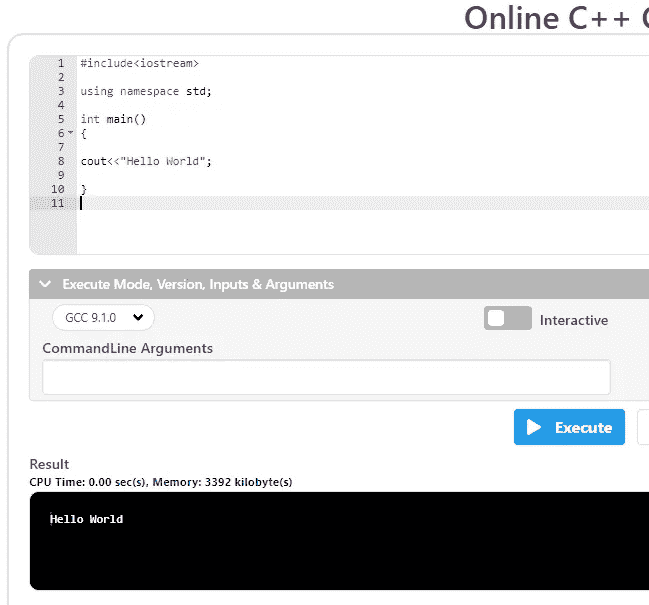 Online C++
1 #include<iostream>
2
3 using namespace std;
4
5 int main()
6 {
7
8 cout<<"Hello World";
9
10 }
11
Execute Mode, Version, Inputs & Arguments
GCC 9.1.0
Interactive
CommandLine Arguments
Execute
Result
CPU Time: 0.00 sec(s), Memory: 3392 kilobyte(s)
Hello World